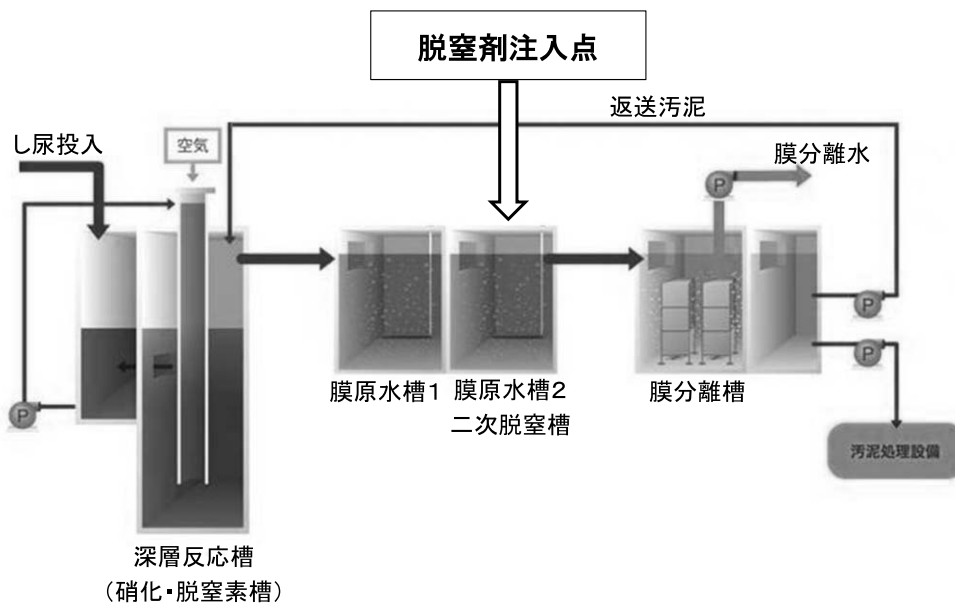 脱窒剤注入点
返送汚泥
し尿投入
空気
膜分離水
P
P
P
P
膜原水槽1
膜原水槽2
二次脱窒槽
膜分離槽
汚泥処理設備
深層反応槽
(硝化・脱窒素槽)